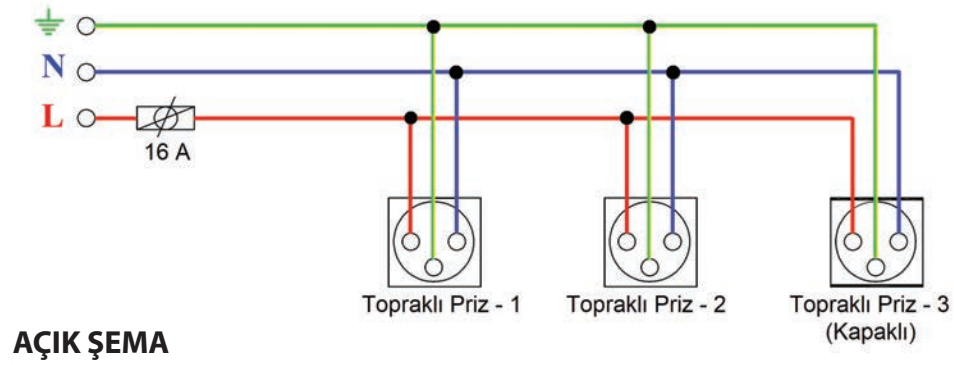 N
L
16 A
Topraklı Priz - 1
Topraklı Priz - 2
Topraklı Priz - 3
(Kapaklı)
AÇIK ŞEMA